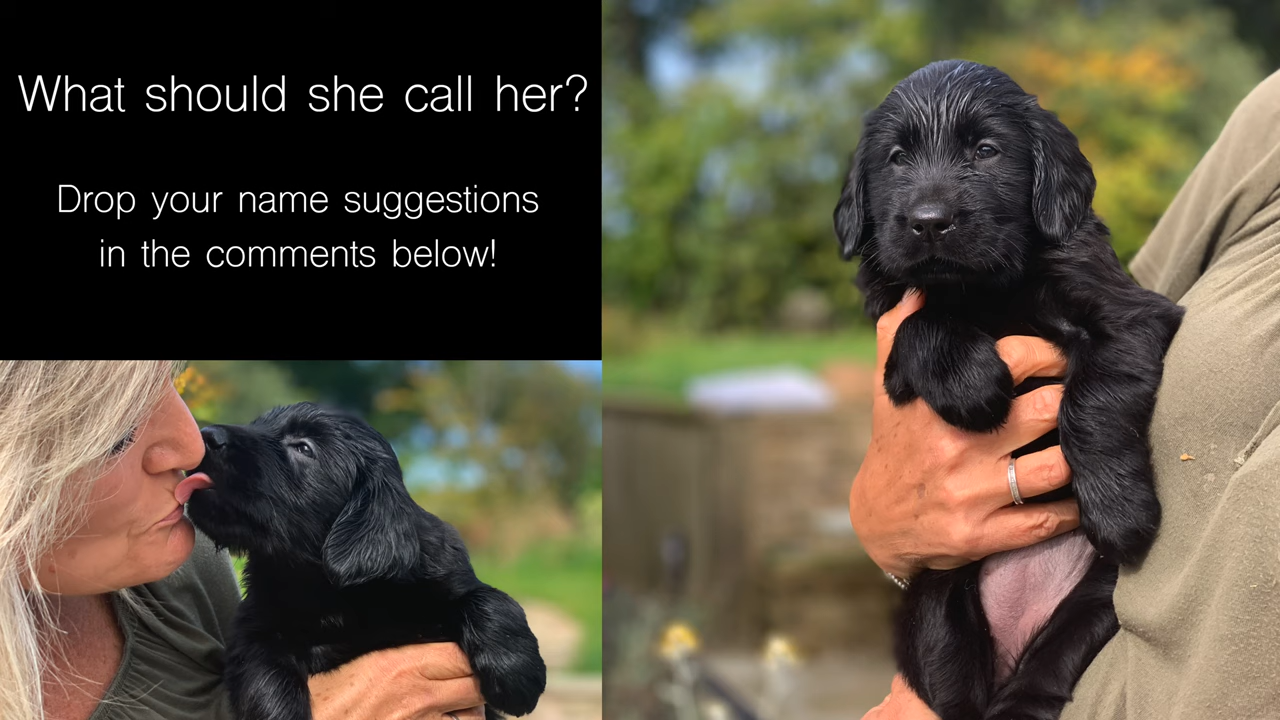 What should she call her?
Drop your name suggestions
in the comments below!